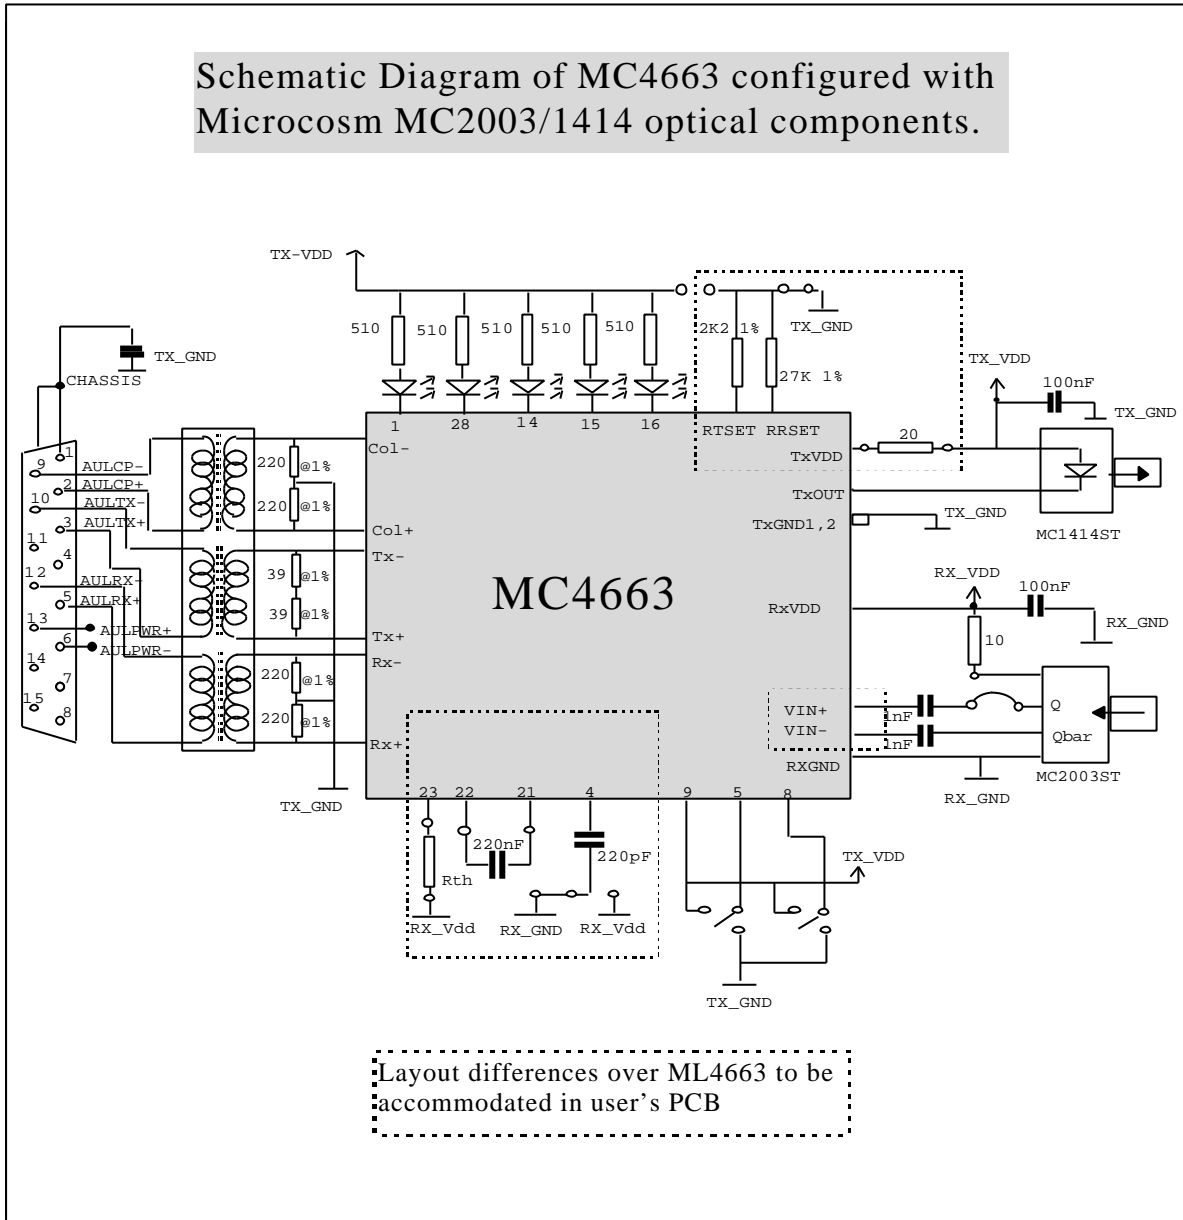 Schematic Diagram of MC4663 configured with
Microcosm MC2003/1414 optical components.
TX-VDD
510
510
510
510
510
2K2 1%
27K 1%
TX_GND
TX_VDD
100nF
TX_GND
TX_GND
CHASSIS
1
28
14
15
16
RTSET
RRSET
TxVDD
20
1
9
AULCP-
2
AULCP+
10
AULTX-
3
AULTX+
11
4
12
AULRX-
5
AULRX+
13
AULPWR+
6
AULPWR-
14
7
15
8
220
@1%
220
@1%
39
@1%
39
@1%
220
@1%
220
@1%
TX_GND
Col-
Col+
Tx-
Tx+
Rx-
Rx+
MC4663
TxOUT
TxGND1,2
TX_GND
MC1414ST
RX_VDD
100nF
RxVDD
10
RX_GND
VIN+
VIN-
1nF
1nF
Q
Qbar
RXGND
RX_GND
MC2003ST
23
22
21
4
9
5
8
220nF
220pF
Rth
RX_Vdd
RX_GND
RX_Vdd
TX_VDD
TX_GND
Layout differences over ML4663 to be
accommodated in user's PCB